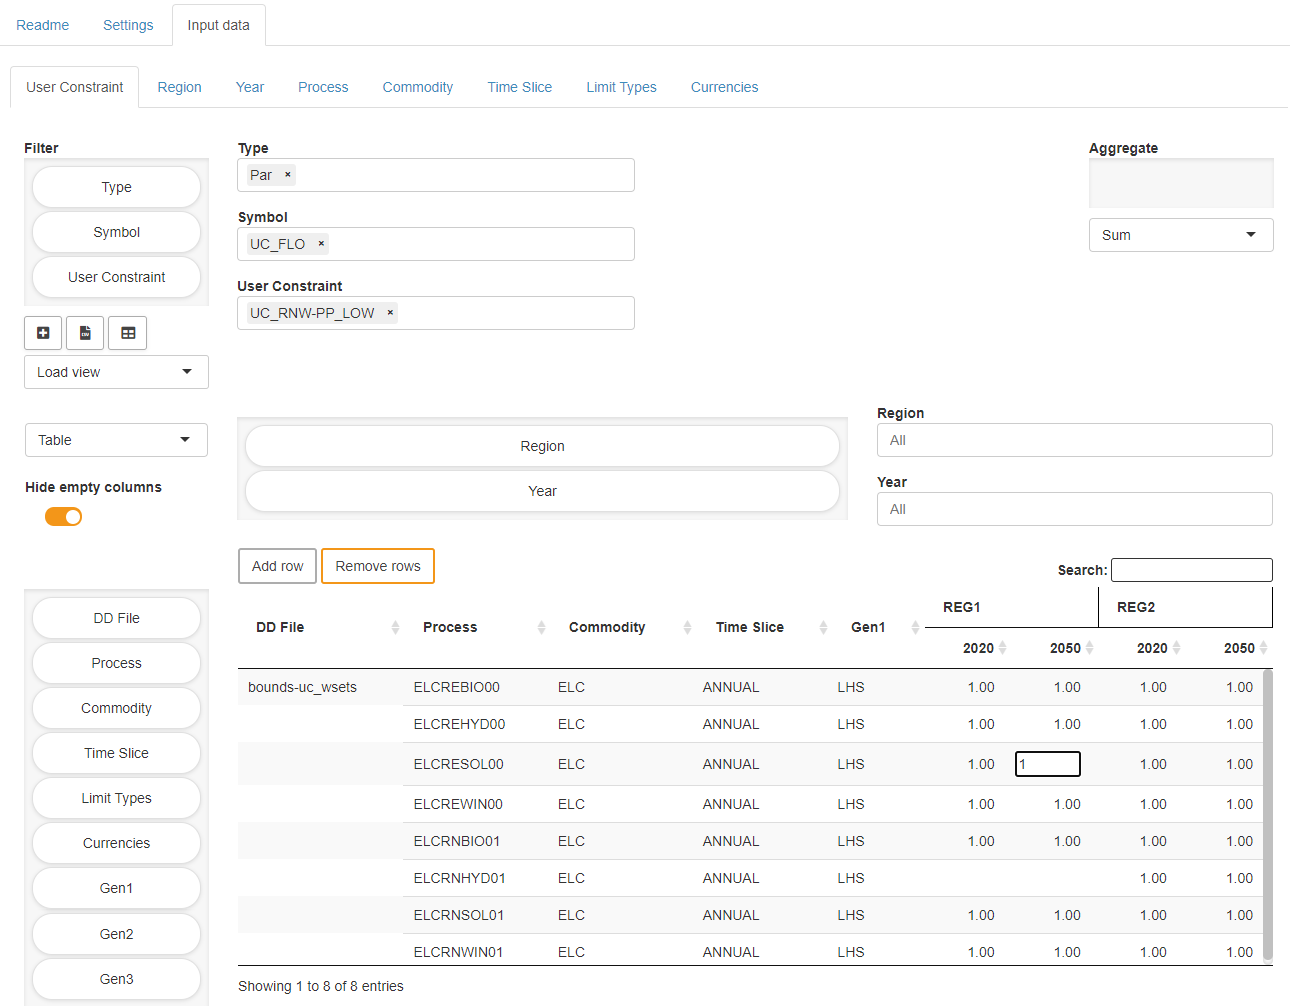 Readme Settings Input data
User Constraint Region Year Process Commodity Time Slice Limit Types Currencies
Filter Type Aggregate
Type Par ×
Symbol Symbol Sum
User Constraint UC_FLO ×
User Constraint
UC_RNW-PP_LOW ×
Load view
Region
Table Region All
Hide empty columns Year Year
All
Add row Remove rows Search:
DD File Process Commodity Time Slice Gen1 REG1 REG2
2020 2050 2020 2050
bounds-uc_wsets ELCREBIO00 ELC ANNUAL LHS 1.00 1.00 1.00 1.00
ELCREHYD00 ELC ANNUAL LHS 1.00 1.00 1.00 1.00
ELCRESOL00 ELC ANNUAL LHS 1.00 1 1.00 1.00
ELCREWIN00 ELC ANNUAL LHS 1.00 1.00 1.00 1.00
ELCRNBIO01 ELC ANNUAL LHS 1.00 1.00 1.00 1.00
ELCRNHYD01 ELC ANNUAL LHS 1.00 1.00
ELCRNSOL01 ELC ANNUAL LHS 1.00 1.00 1.00 1.00
ELCRNWIN01 ELC ANNUAL LHS 1.00 1.00 1.00 1.00
Showing 1 to 8 of 8 entries
DD File
Process
Commodity
Time Slice
Limit Types
Currencies
Gen1
Gen2
Gen3